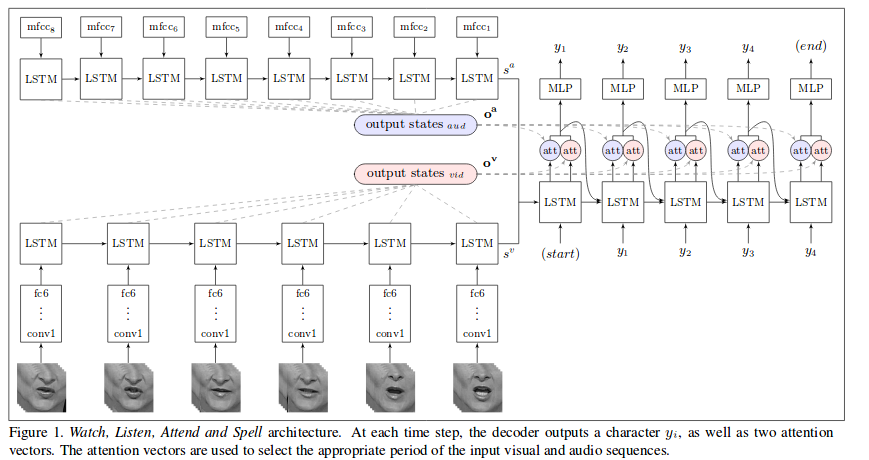 mfcc₈ mfcc₇ mfcc₆ mfcc₅ mfcc₄ mfcc₃ mfcc₂ mfcc₁
LSTM LSTM LSTM LSTM LSTM LSTM LSTM LSTM sᵃ
output states aud oᵃ
output states vid oᵛ
LSTM LSTM LSTM LSTM LSTM LSTM sᵛ
fc6 fc6 fc6 fc6 fc6 fc6
⋮ ⋮ ⋮ ⋮ ⋮ ⋮
conv1 conv1 conv1 conv1 conv1 conv1
y₁ y₂ y₃ y₄ (end)
MLP MLP MLP MLP MLP
att att att att att att att att att att
LSTM LSTM LSTM LSTM LSTM
(start) y₁ y₂ y₃ y₄
Figure 1. Watch, Listen, Attend and Spell architecture. At each time step, the decoder outputs a character yᵢ, as well as two attention
vectors. The attention vectors are used to select the appropriate period of the input visual and audio sequences.